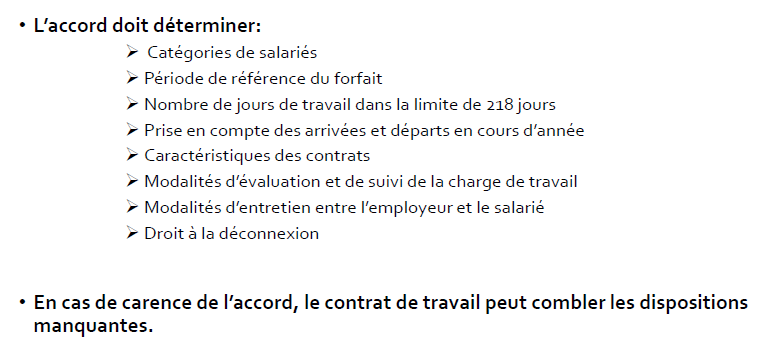 • L’accord doit déterminer:
➢ Catégories de salariés
➢ Période de référence du forfait
➢ Nombre de jours de travail dans la limite de 218 jours
➢ Prise en compte des arrivées et départs en cours d’année
➢ Caractéristiques des contrats
➢ Modalités d’évaluation et de suivi de la charge de travail
➢ Modalités d’entretien entre l’employeur et le salarié
➢ Droit à la déconnexion
• En cas de carence de l’accord, le contrat de travail peut combler les dispositions
manquantes.